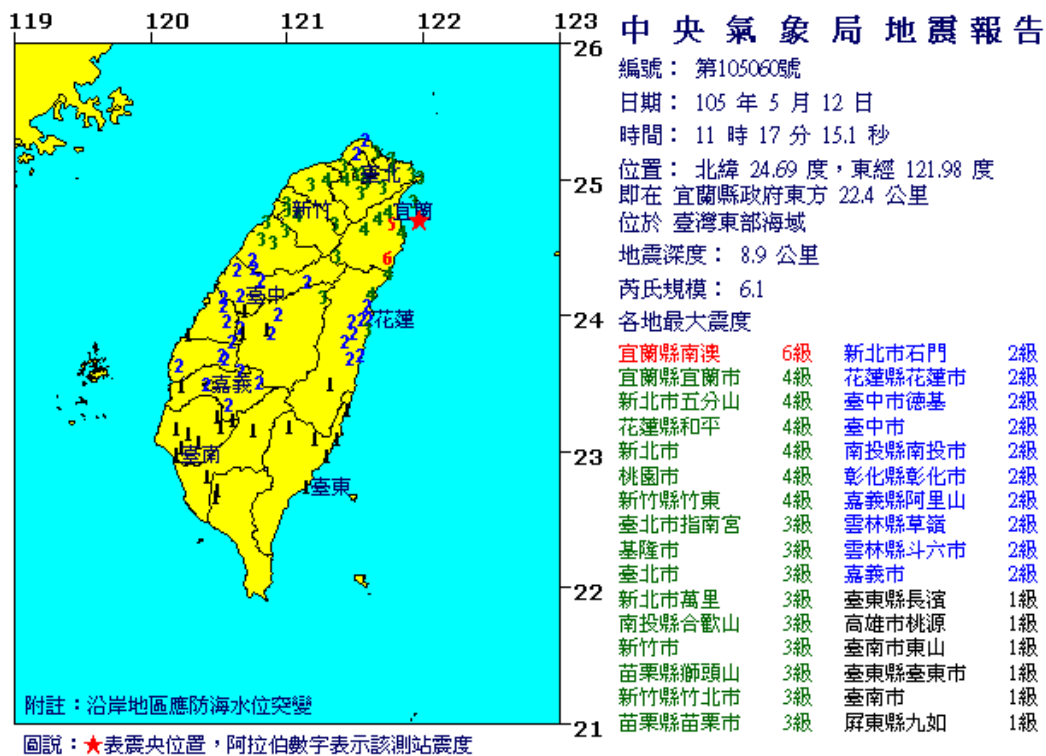 119 120 121 122 123
中央氣象局地震報告
26
編號： 第105060號
日期： 105 年 5 月 12 日
時間： 11 時 17 分 15.1 秒
位置： 北緯 24.69 度，東經 121.98 度
即在 宜蘭縣政府東方 22.4 公里
位於 臺灣東部海域
地震深度： 8.9 公里
芮氏規模： 6.1
各地最大震度
臺北
25
新竹
宜蘭
臺中
花蓮
24
嘉義
臺南
23
臺東
22
21
宜蘭縣南澳 6級 新北市石門 2級
宜蘭縣宜蘭市 4級 花蓮縣花蓮市 2級
新北市五分山 4級 臺中市德基 2級
花蓮縣和平 4級 臺中市 2級
新北市 4級 南投縣南投市 2級
桃園市 4級 彰化縣彰化市 2級
新竹縣竹東 4級 嘉義縣阿里山 2級
臺北市指南宮 3級 雲林縣草嶺 2級
基隆市 3級 雲林縣斗六市 2級
臺北市 3級 嘉義市 2級
新北市萬里 3級 臺東縣長濱 1級
南投縣合歡山 3級 高雄市桃源 1級
新竹市 3級 臺南市東山 1級
苗栗縣獅頭山 3級 臺東縣臺東市 1級
新竹縣竹北市 3級 臺南市 1級
苗栗縣苗栗市 3級 屏東縣九如 1級
附註：沿岸地區應防海水位突變
圖說：★表震央位置，阿拉伯數字表示該測站震度